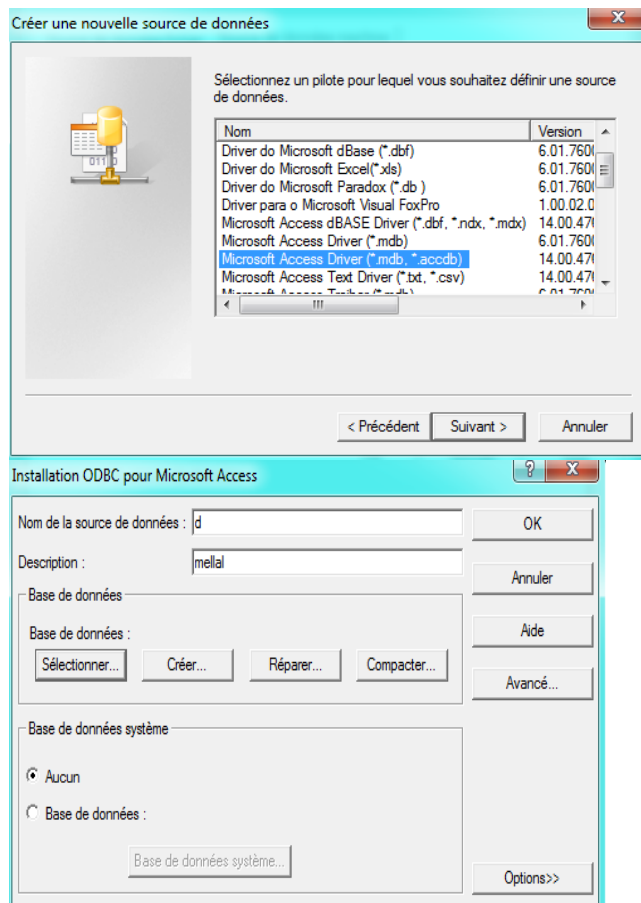 Créer une nouvelle source de données
Sélectionnez un pilote pour lequel vous souhaitez définir une source
de données.
Nom Version
Driver do Microsoft dBase (*.dbf) 6.01.760
Driver do Microsoft Excel(*.xls) 6.01.760
Driver do Microsoft Paradox (*.db ) 6.01.760
Driver para o Microsoft Visual FoxPro 1.00.02.0
Microsoft Access dBASE Driver (*.dbf, *.ndx, *.mdx) 14.00.47
Microsoft Access Driver (*.mdb) 6.01.760
Microsoft Access Driver (*.mdb, *.accdb) 14.00.47
Microsoft Access Text Driver (*.txt, *.csv) 14.00.47
< Précédent Suivant > Annuler
Installation ODBC pour Microsoft Access
Nom de la source de données : d OK
Description : mellal Annuler
Base de données
Base de données : Aide
Sélectionner... Créer... Réparer... Compacter... Avancé...
Base de données système
Aucun
Base de données :
Base de données système...
Options>>